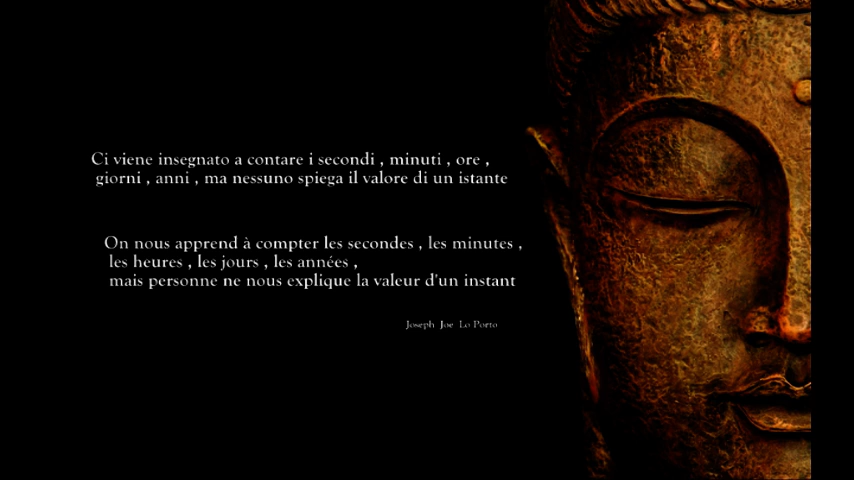 Ci viene insegnato a contare i secondi , minuti , ore ,
giorni , anni , ma nessuno spiega il valore di un istante
On nous apprend à compter les secondes , les minutes ,
les heures , les jours , les années ,
mais personne ne nous explique la valeur d'un instant
Joseph Joe Lo Porto